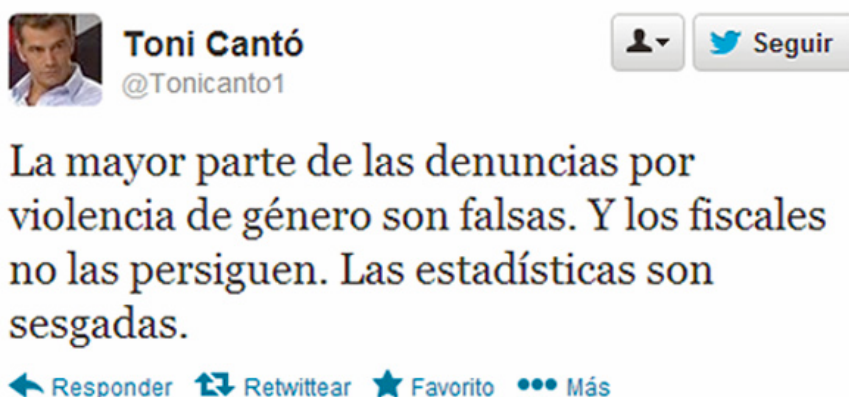 Toni Cantó
Seguir
@Tonicanto1
La mayor parte de las denuncias por
violencia de género son falsas. Y los fiscales
no las persiguen. Las estadísticas son
sesgadas.
Responder Retwittear Favorito Más